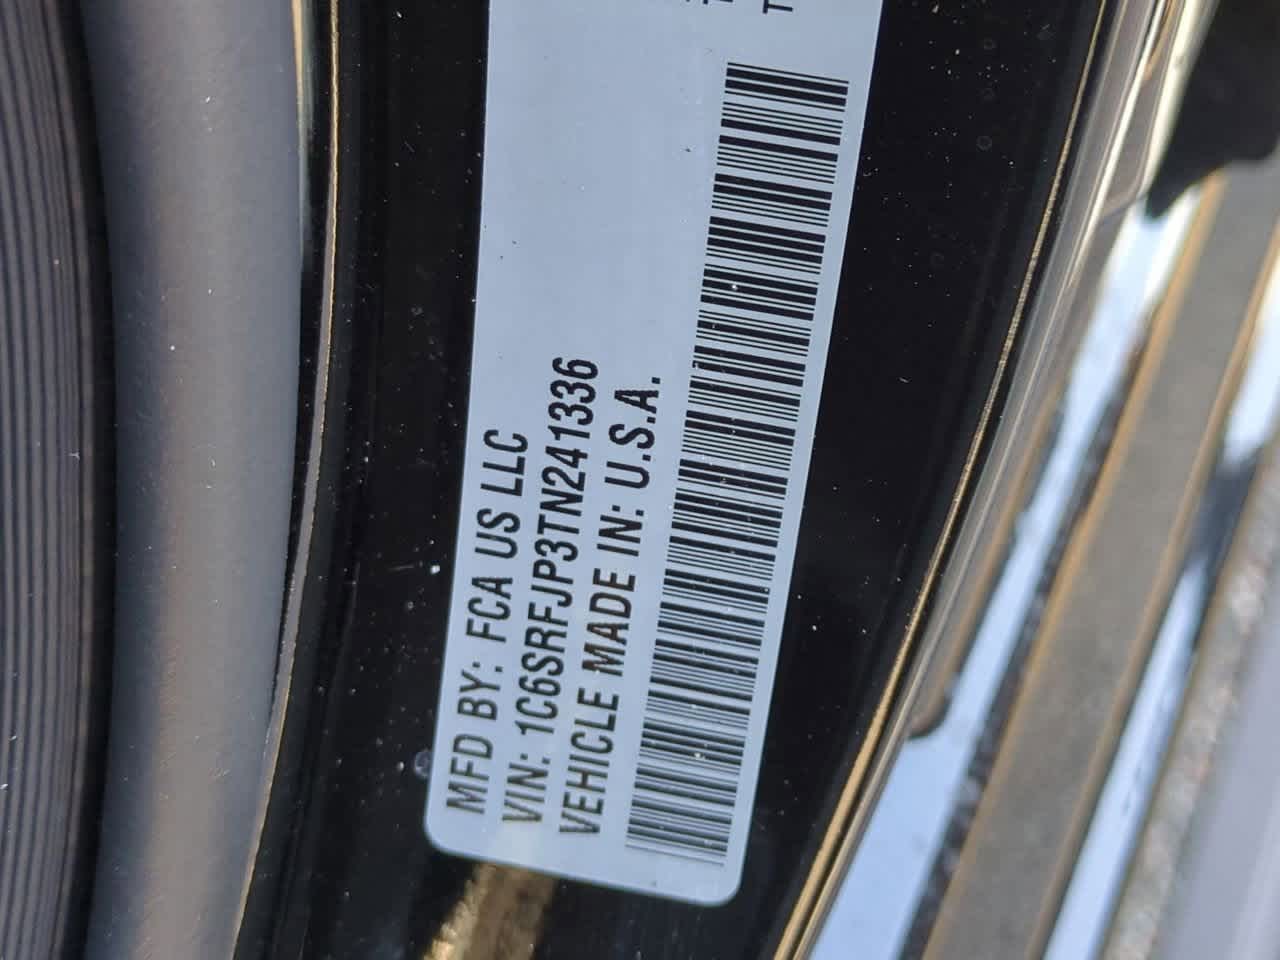 MFD BY: FCA US LLC
VIN: 1C6SRFJP3TN241336
VEHICLE MADE IN: U.S.A.